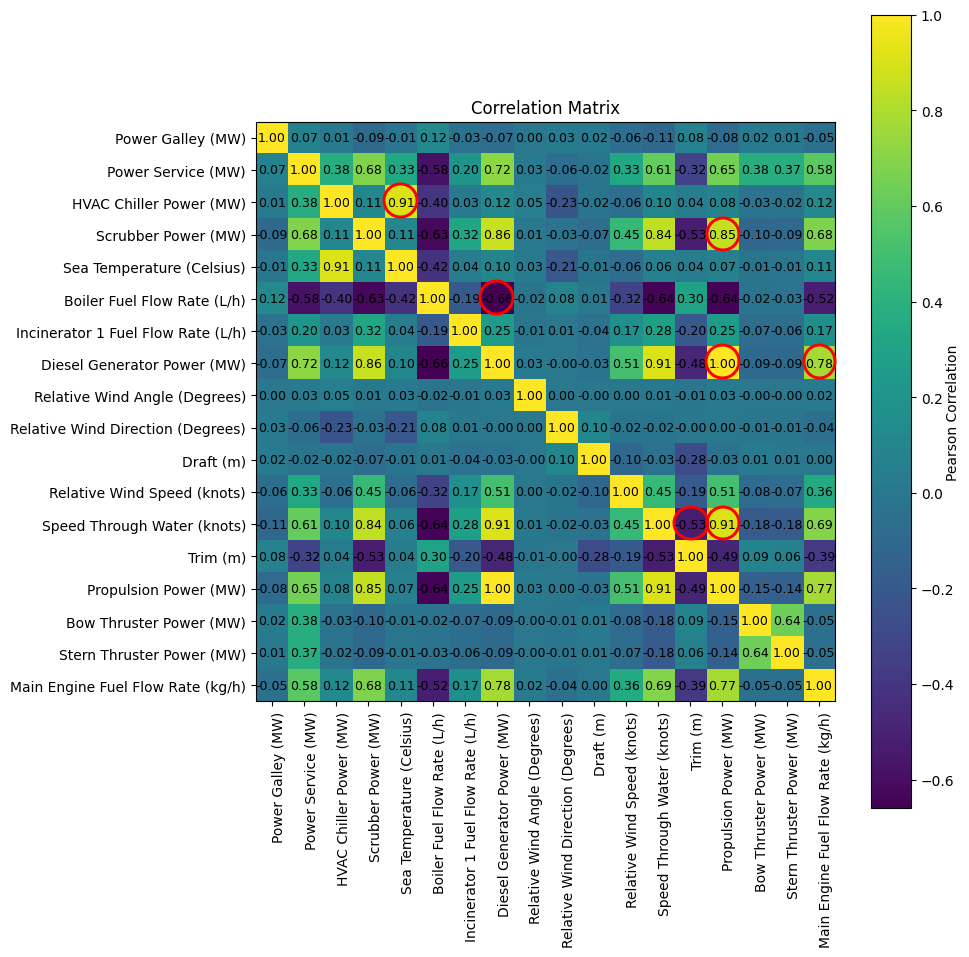 Correlation Matrix
Power Galley (MW) 1.00 0.07 0.01 -0.09 -0.01 0.12 -0.03 -0.07 0.00 0.03 0.02 -0.06 -0.11 0.08 -0.08 0.02 0.01 -0.05
Power Service (MW) 0.07 1.00 0.38 0.68 0.33 -0.58 0.20 0.72 0.03 -0.06 -0.02 0.33 0.61 -0.32 0.65 0.38 0.37 0.58
HVAC Chiller Power (MW) 0.01 0.38 1.00 0.11 0.91 -0.40 0.03 0.12 0.05 -0.23 -0.02 -0.06 0.10 0.04 0.08 -0.03 -0.02 0.12
Scrubber Power (MW) -0.09 0.68 0.11 1.00 0.11 -0.63 0.32 0.86 0.01 -0.03 -0.07 0.45 0.84 -0.53 0.85 -0.10 -0.09 0.68
Sea Temperature (Celsius) -0.01 0.33 0.91 0.11 1.00 -0.42 0.04 0.10 0.03 -0.21 -0.01 -0.06 0.06 0.04 0.07 -0.01 -0.01 0.11
Boiler Fuel Flow Rate (L/h) 0.12 -0.58 -0.40 -0.63 -0.42 1.00 -0.19 -0.66 -0.02 0.08 0.01 -0.32 -0.64 0.30 -0.64 -0.02 -0.03 -0.52
Incinerator 1 Fuel Flow Rate (L/h) -0.03 0.20 0.03 0.32 0.04 -0.19 1.00 0.25 -0.01 0.01 -0.04 0.17 0.28 -0.20 0.25 -0.07 -0.06 0.17
Diesel Generator Power (MW) -0.07 0.72 0.12 0.86 0.10 -0.66 0.25 1.00 0.03 -0.00 -0.03 0.51 0.91 -0.48 1.00 -0.09 -0.09 0.78
Relative Wind Angle (Degrees) 0.00 0.03 0.05 0.01 0.03 -0.02 -0.01 0.03 1.00 0.00 -0.00 0.00 0.01 -0.01 0.03 -0.00 -0.00 0.02
Relative Wind Direction (Degrees) 0.03 -0.06 -0.23 -0.03 -0.21 0.08 0.01 -0.00 0.00 1.00 0.10 -0.02 -0.02 -0.00 0.00 -0.01 -0.01 -0.04
Draft (m) 0.02 -0.02 -0.02 -0.07 -0.01 0.01 -0.04 -0.03 -0.00 0.10 1.00 -0.10 -0.03 -0.28 -0.03 0.01 0.01 0.00
Relative Wind Speed (knots) -0.06 0.33 -0.06 0.45 -0.06 -0.32 0.17 0.51 0.00 -0.02 -0.10 1.00 0.45 -0.19 0.51 -0.08 -0.07 0.36
Speed Through Water (knots) -0.11 0.61 0.10 0.84 0.06 -0.64 0.28 0.91 0.01 -0.02 -0.03 0.45 1.00 -0.53 0.91 -0.18 -0.18 0.69
Trim (m) 0.08 -0.32 0.04 -0.53 0.04 0.30 -0.20 -0.48 -0.01 -0.00 -0.28 -0.19 -0.53 1.00 -0.49 0.09 0.06 -0.39
Propulsion Power (MW) -0.08 0.65 0.08 0.85 0.07 -0.64 0.25 1.00 0.03 0.00 -0.03 0.51 0.91 -0.49 1.00 -0.15 -0.14 0.77
Bow Thruster Power (MW) 0.02 0.38 -0.03 -0.10 -0.01 -0.02 -0.07 -0.09 -0.00 -0.01 0.01 -0.08 -0.18 0.09 -0.15 1.00 0.64 -0.05
Stern Thruster Power (MW) 0.01 0.37 -0.02 -0.09 -0.01 -0.03 -0.06 -0.09 -0.00 -0.01 0.01 -0.07 -0.18 0.06 -0.14 0.64 1.00 -0.05
Main Engine Fuel Flow Rate (kg/h) -0.05 0.58 0.12 0.68 0.11 -0.52 0.17 0.78 0.02 -0.04 0.00 0.36 0.69 -0.39 0.77 -0.05 -0.05 1.00
Power Galley (MW)
Power Service (MW)
HVAC Chiller Power (MW)
Scrubber Power (MW)
Sea Temperature (Celsius)
Boiler Fuel Flow Rate (L/h)
Incinerator 1 Fuel Flow Rate (L/h)
Diesel Generator Power (MW)
Relative Wind Angle (Degrees)
Relative Wind Direction (Degrees)
Draft (m)
Relative Wind Speed (knots)
Speed Through Water (knots)
Trim (m)
Propulsion Power (MW)
Bow Thruster Power (MW)
Stern Thruster Power (MW)
Main Engine Fuel Flow Rate (kg/h)
1.0
0.8
0.6
0.4
0.2
0.0
−0.2
−0.4
−0.6
Pearson Correlation